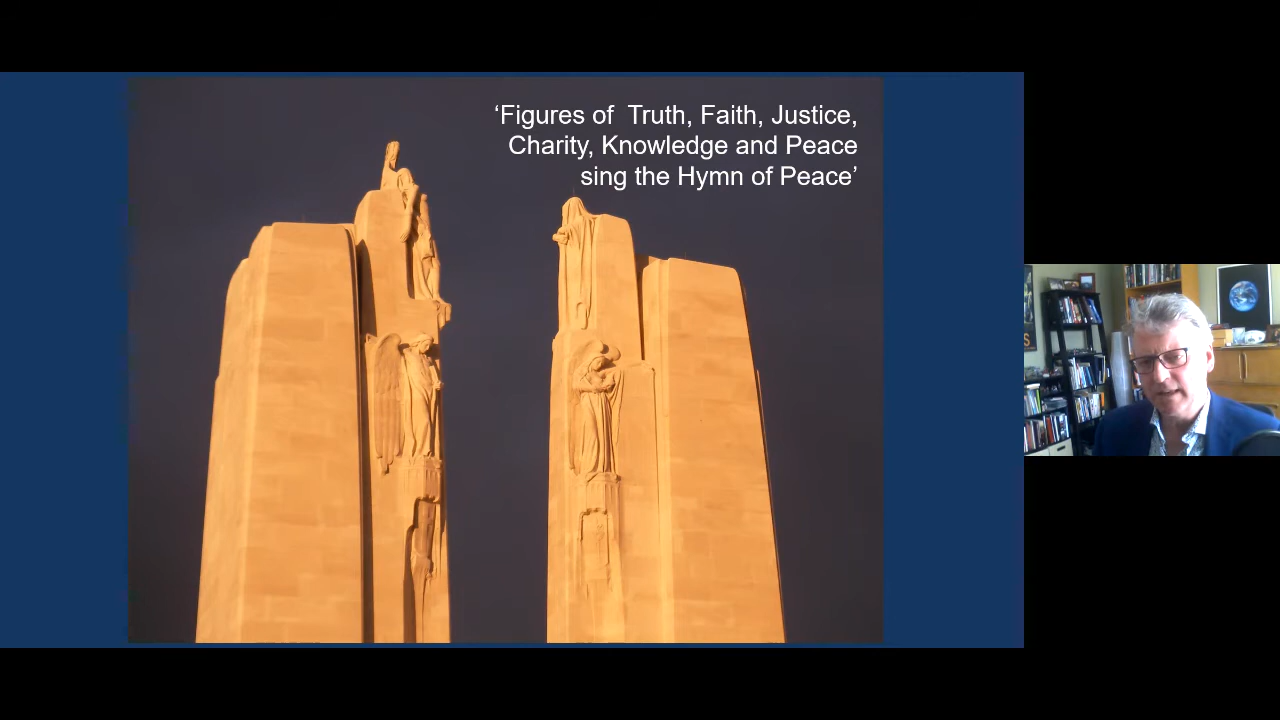 ‘Figures of  Truth, Faith, Justice,
Charity, Knowledge and Peace
sing the Hymn of Peace’